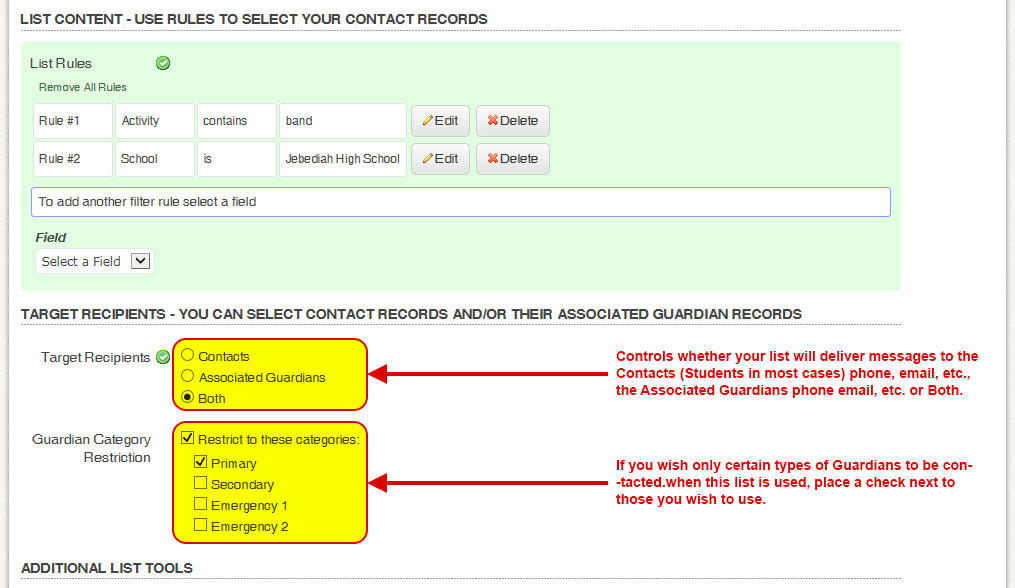 LIST CONTENT - USE RULES TO SELECT YOUR CONTACT RECORDS
List Rules
Remove All Rules
Rule #1 Activity contains band Edit Delete
Rule #2 School is Jebediah High School Edit Delete
To add another filter rule select a field
Field
Select a Field
TARGET RECIPIENTS - YOU CAN SELECT CONTACT RECORDS AND/OR THEIR ASSOCIATED GUARDIAN RECORDS
Target Recipients
Contacts
Associated Guardians
Both
Controls whether your list will deliver messages to the
Contacts (Students in most cases) phone, email, etc.,
the Associated Guardians phone email, etc. or Both.
Guardian Category
Restriction
Restrict to these categories:
Primary
Secondary
Emergency 1
Emergency 2
If you wish only certain types of Guardians to be con-
-tacted.when this list is used, place a check next to
those you wish to use.
ADDITIONAL LIST TOOLS